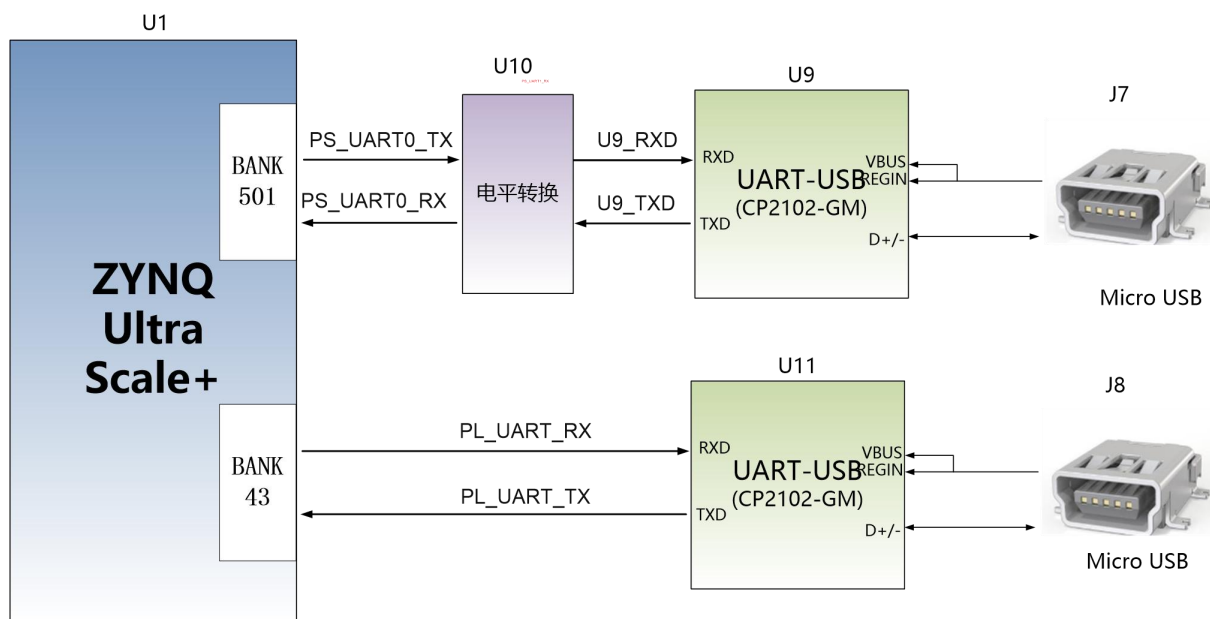 U1
U10
U9
J7
PS_UART0_TX
U9_RXD
BANK
501
PS_UART0_RX
电平转换
U9_TXD
RXD
UART-USB
(CP2102-GM)
TXD
VBUS
REGIN
D+/-
Micro USB
ZYNQ
Ultra
Scale+
U11
J8
BANK
43
PL_UART_RX
PL_UART_TX
RXD
UART-USB
(CP2102-GM)
TXD
VBUS
REGIN
D+/-
Micro USB